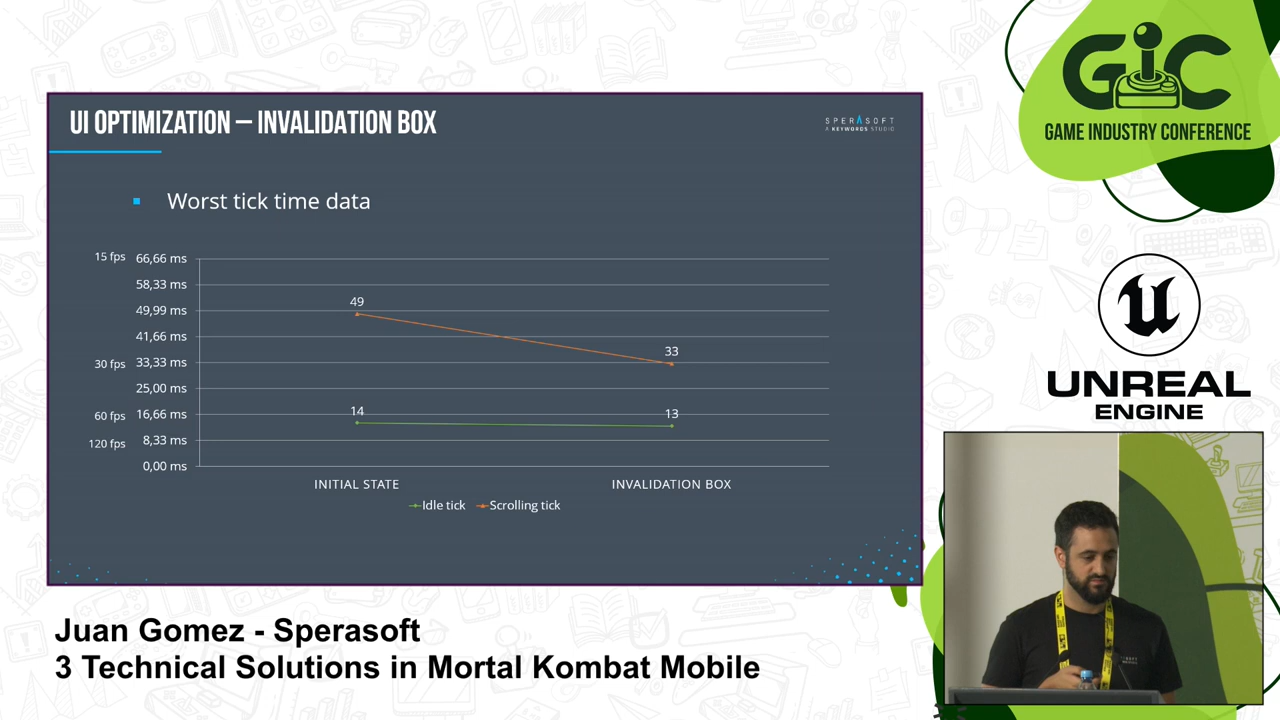 GIC
GAME INDUSTRY CONFERENCE
UI OPTIMIZATION – INVALIDATION BOX
SPERASOFT
A KEYWORDS STUDIO
Worst tick time data
15 fps 66,66 ms
58,33 ms
49,99 ms
41,66 ms
30 fps 33,33 ms
25,00 ms
60 fps 16,66 ms
120 fps 8,33 ms
0,00 ms
49
33
14
13
INITIAL STATE INVALIDATION BOX
Idle tick Scrolling tick
UNREAL
ENGINE
Juan Gomez - Sperasoft
3 Technical Solutions in Mortal Kombat Mobile